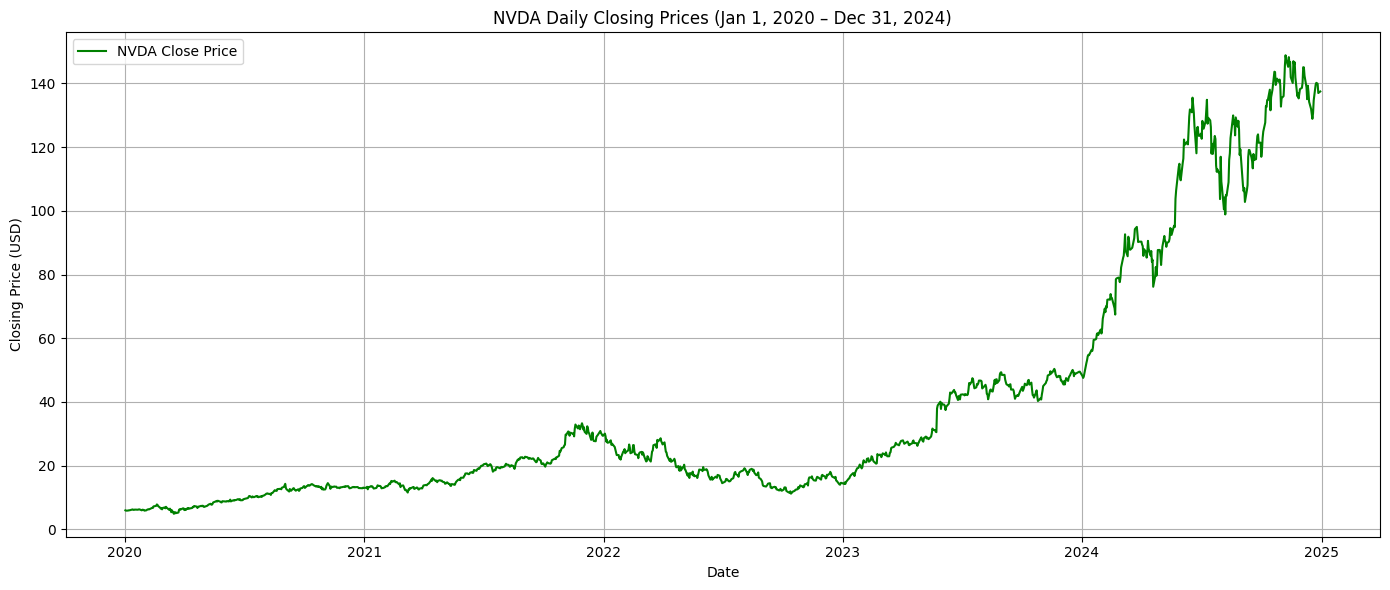 NVDA Daily Closing Prices (Jan 1, 2020 – Dec 31, 2024)
NVDA Close Price
Closing Price (USD)
140
120
100
80
60
40
20
0
2020 2021 2022 2023 2024 2025
Date